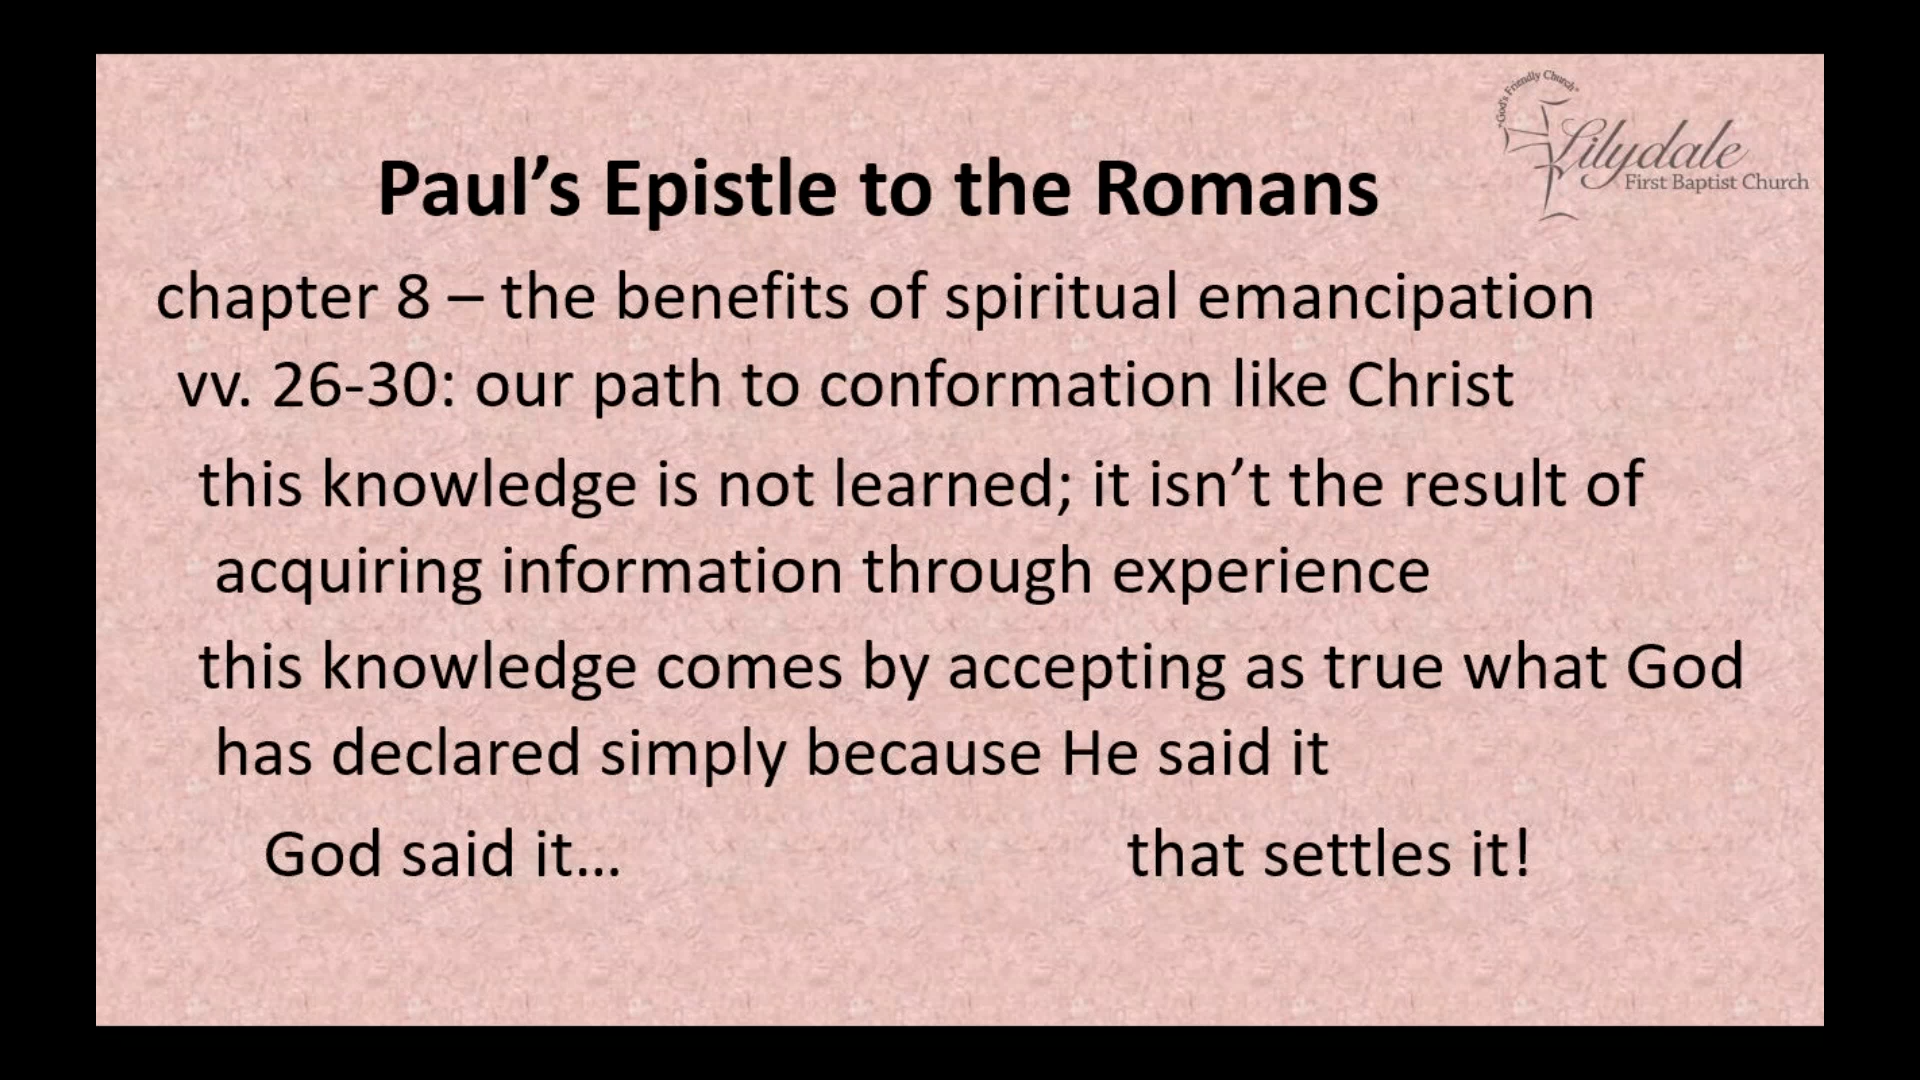 "God's Friendly Church"
Lilydale
First Baptist Church
Paul’s Epistle to the Romans
chapter 8 – the benefits of spiritual emancipation
vv. 26-30: our path to conformation like Christ
this knowledge is not learned; it isn’t the result of
acquiring information through experience
this knowledge comes by accepting as true what God
has declared simply because He said it
God said it… that settles it!